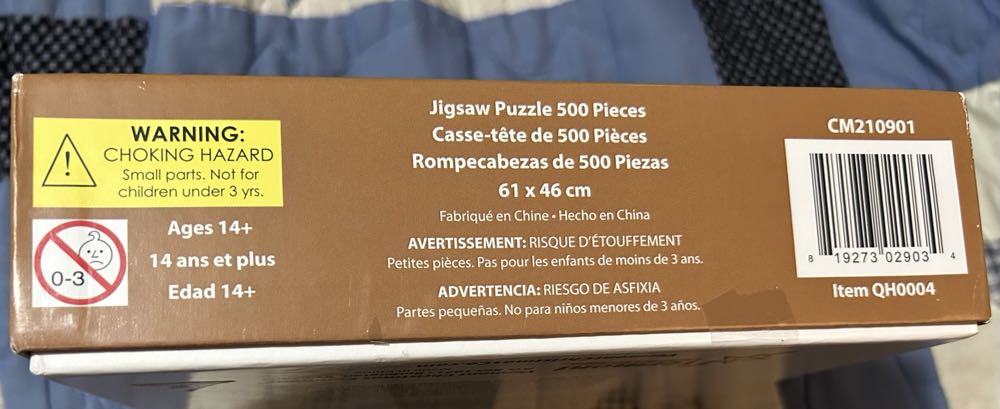 WARNING:
CHOKING HAZARD
Small parts. Not for
children under 3 yrs.
0-3
Ages 14+
14 ans et plus
Edad 14+
Jigsaw Puzzle 500 Pieces
Casse-tête de 500 Pièces
Rompecabezas de 500 Piezas
61 x 46 cm
Fabriqué en Chine • Hecho en China
AVERTISSEMENT: RISQUE D'ÉTOUFFEMENT
Petites pièces. Pas pour les enfants de moins de 3 ans.
ADVERTENCIA: RIESGO DE ASFIXIA
Partes pequeñas. No para niños menores de 3 años.
CM210901
8 19273 02903 4
Item QH0004